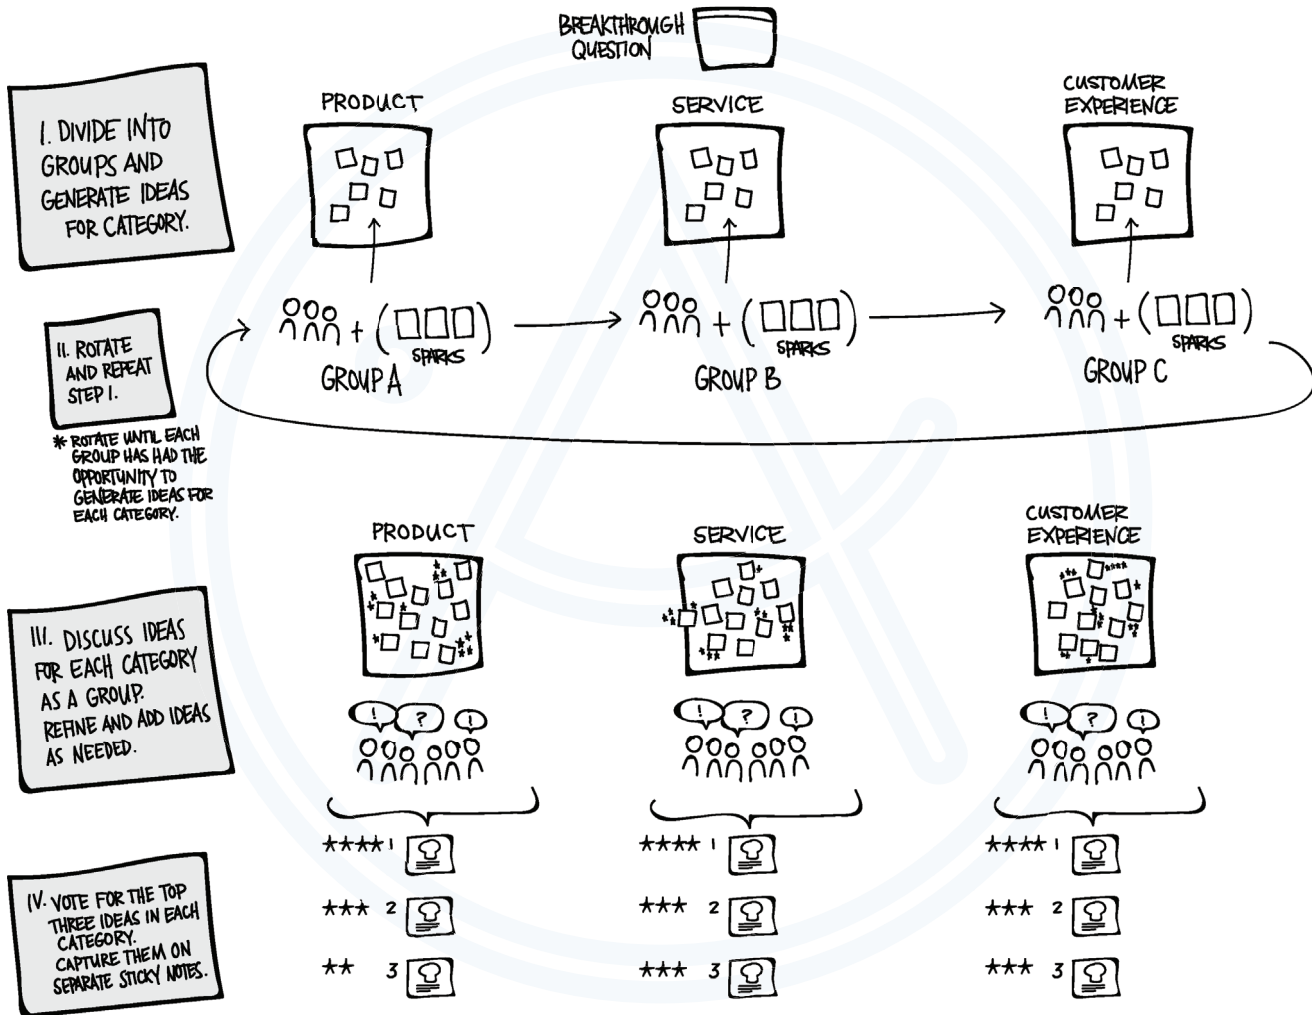 BREAKTHROUGH
QUESTION
I. DIVIDE INTO
GROUPS AND
GENERATE IDEAS
FOR CATEGORY.
PRODUCT
SERVICE
CUSTOMER
EXPERIENCE
II. ROTATE
AND REPEAT
STEP I.
* ROTATE UNTIL EACH
GROUP HAS HAD THE
OPPORTUNITY TO
GENERATE IDEAS FOR
EACH CATEGORY.
+ (
SPARKS
)
GROUP A
+ (
SPARKS
)
GROUP B
+ (
SPARKS
)
GROUP C
III. DISCUSS IDEAS
FOR EACH CATEGORY
AS A GROUP.
REFINE AND ADD IDEAS
AS NEEDED.
PRODUCT
SERVICE
CUSTOMER
EXPERIENCE
! ? !
! ? !
! ? !
IV. VOTE FOR THE TOP
THREE IDEAS IN EACH
CATEGORY.
CAPTURE THEM ON
SEPARATE STICKY NOTES.
**** 1
*** 2
** 3
**** 1
*** 2
*** 3
**** 1
*** 2
*** 3